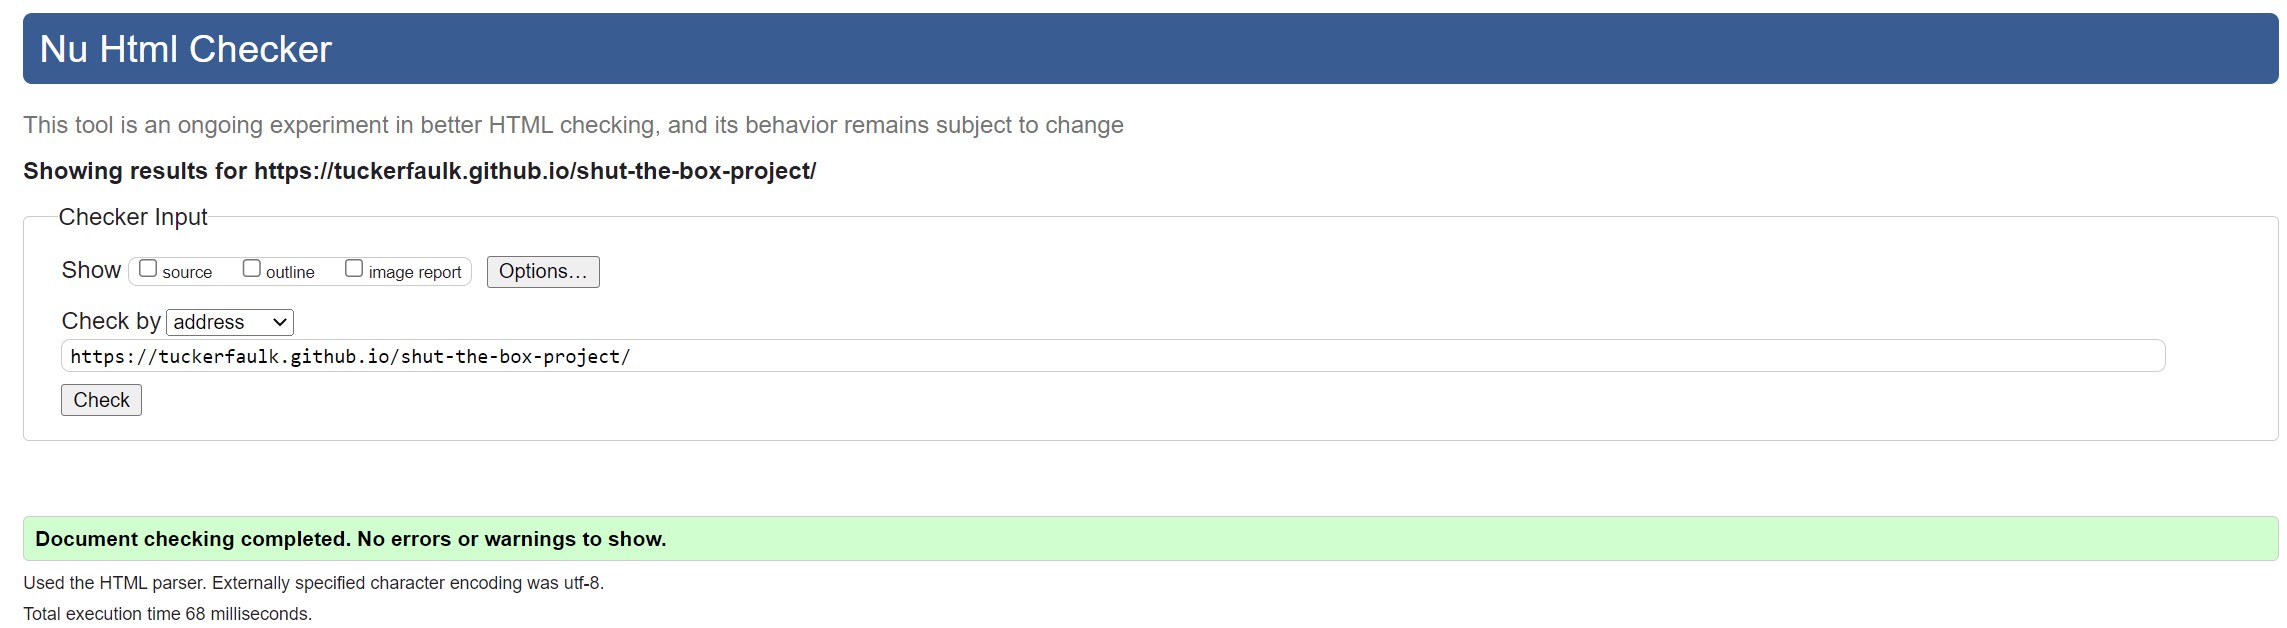 Nu Html Checker
This tool is an ongoing experiment in better HTML checking, and its behavior remains subject to change
Showing results for https://tuckerfaulk.github.io/shut-the-box-project/
Checker Input
Show source outline image report Options...
Check by address
https://tuckerfaulk.github.io/shut-the-box-project/
Check
Document checking completed. No errors or warnings to show.
Used the HTML parser. Externally specified character encoding was utf-8.
Total execution time 68 milliseconds.